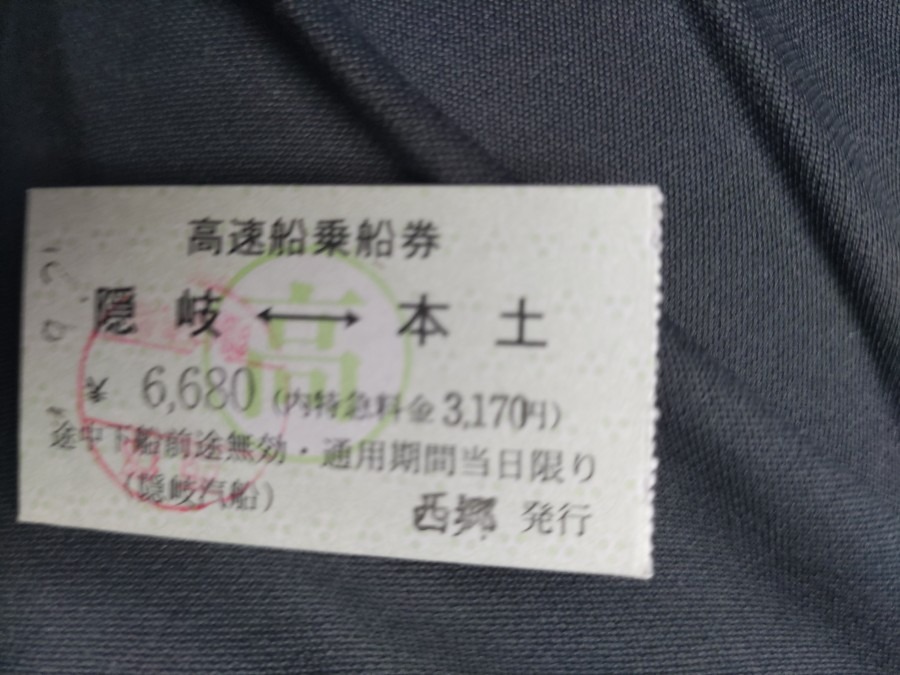 高速船乗船券
隠岐 ↔ 本土
6,680 (内特急料金 3,170円)
途中下船前途無効・通用期間当日限り
(隠岐汽船)
西郷 発行
高